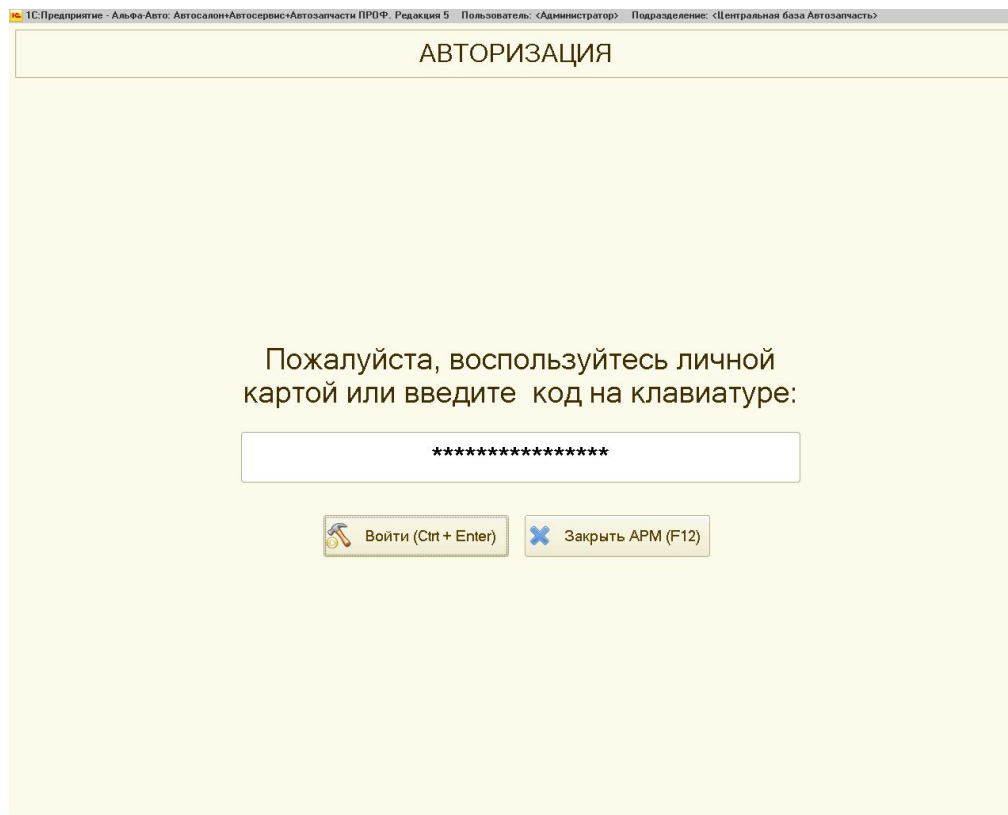 1С:Предприятие - Альфа-Авто: Автосалон+Автосервис+Автозапчасти ПРОФ. Редакция 5 Пользователь: <Администратор> Подразделение: <Центральная база Автозапчасть>
АВТОРИЗАЦИЯ
Пожалуйста, воспользуйтесь личной
картой или введите код на клавиатуре:
****************
Войти (Ctrl + Enter) Закрыть АРМ (F12)